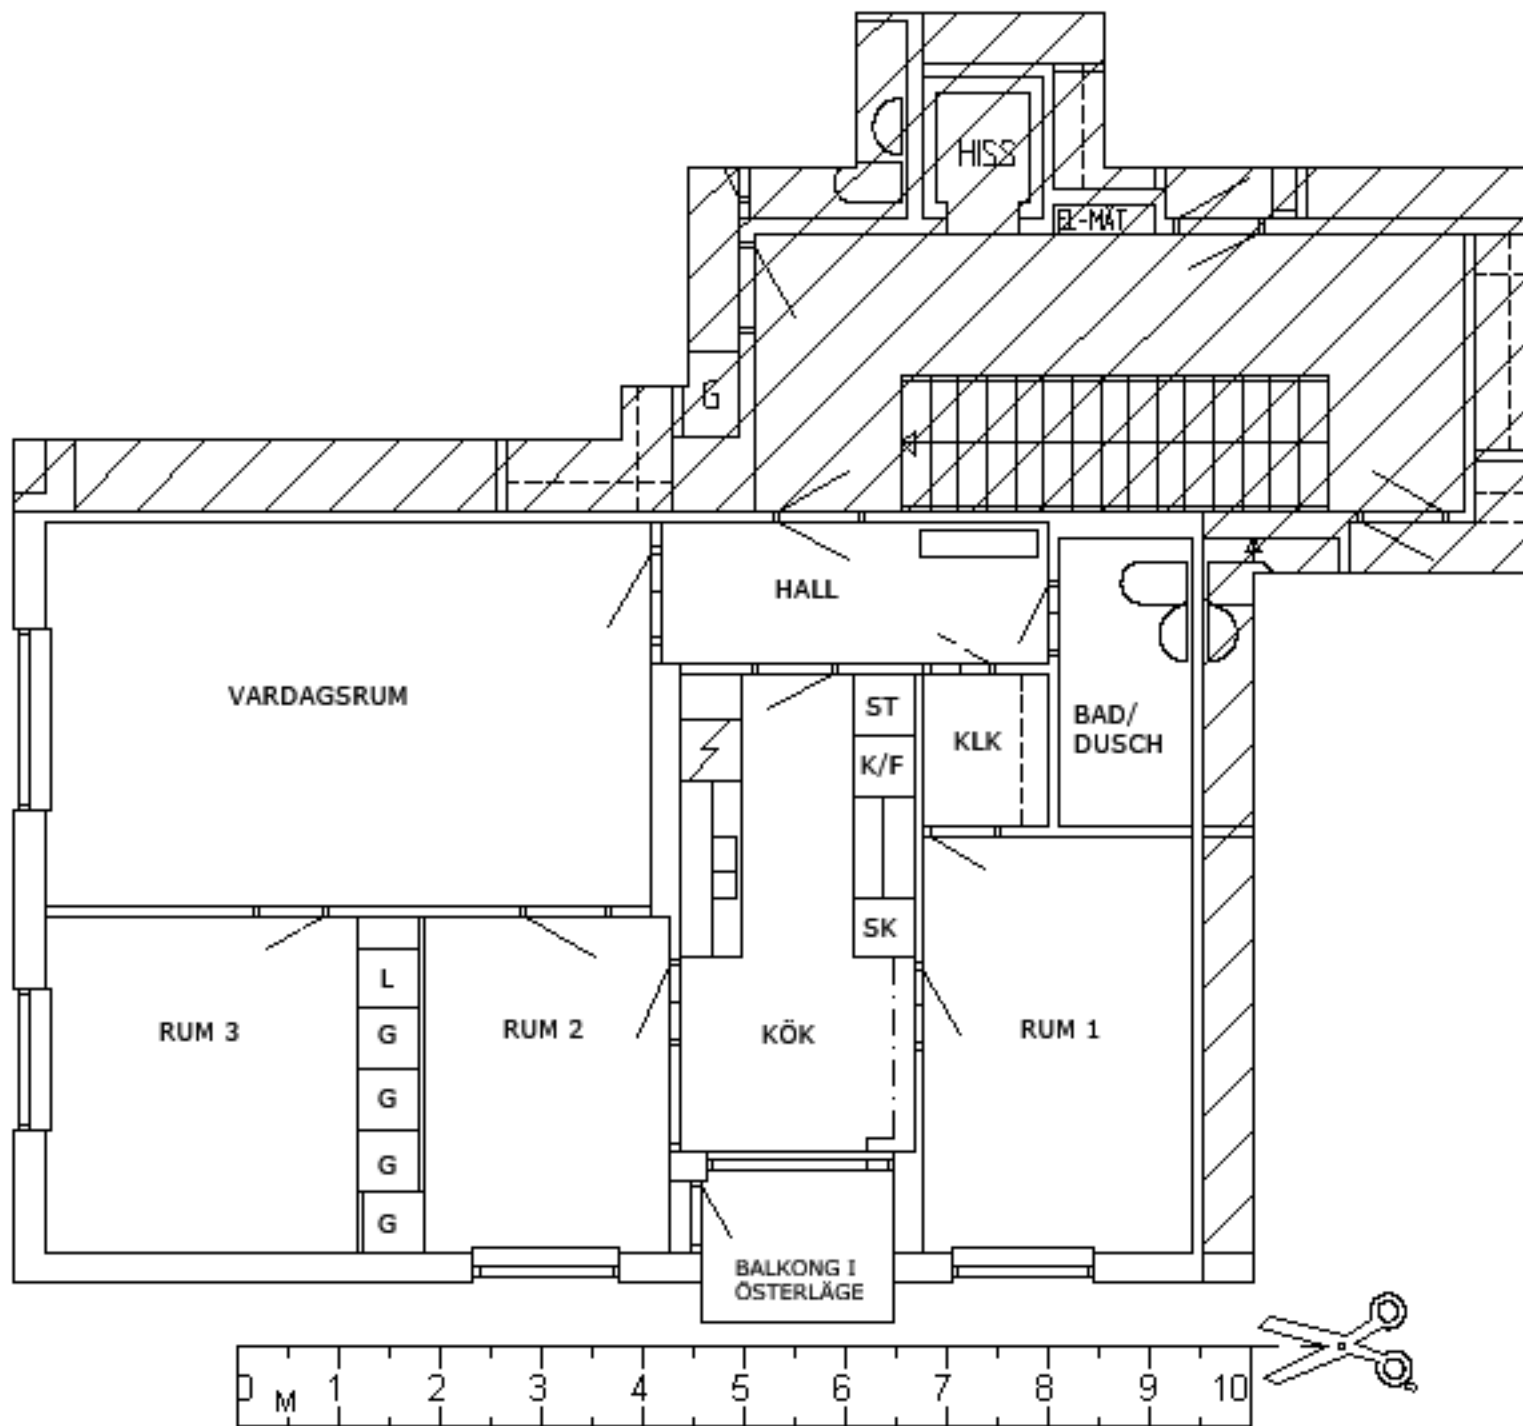 HISS
EL-MÄT
G
HALL
VARDAGSRUM
ST
K/F
KLK
BAD/
DUSCH
SK
L
G
G
G
G
RUM 3
RUM 2
KÖK
RUM 1
BALKONG I
ÖSTERLÄGE
0 M 1 2 3 4 5 6 7 8 9 10